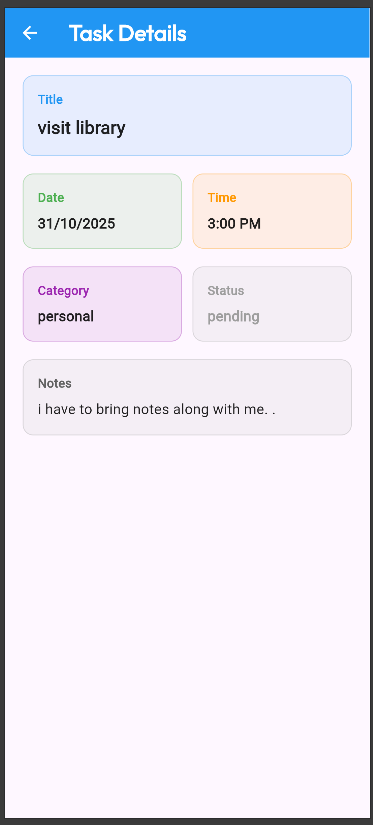 Task Details
Title
visit library
Date
31/10/2025
Time
3:00 PM
Category
personal
Status
pending
Notes
i have to bring notes along with me. .